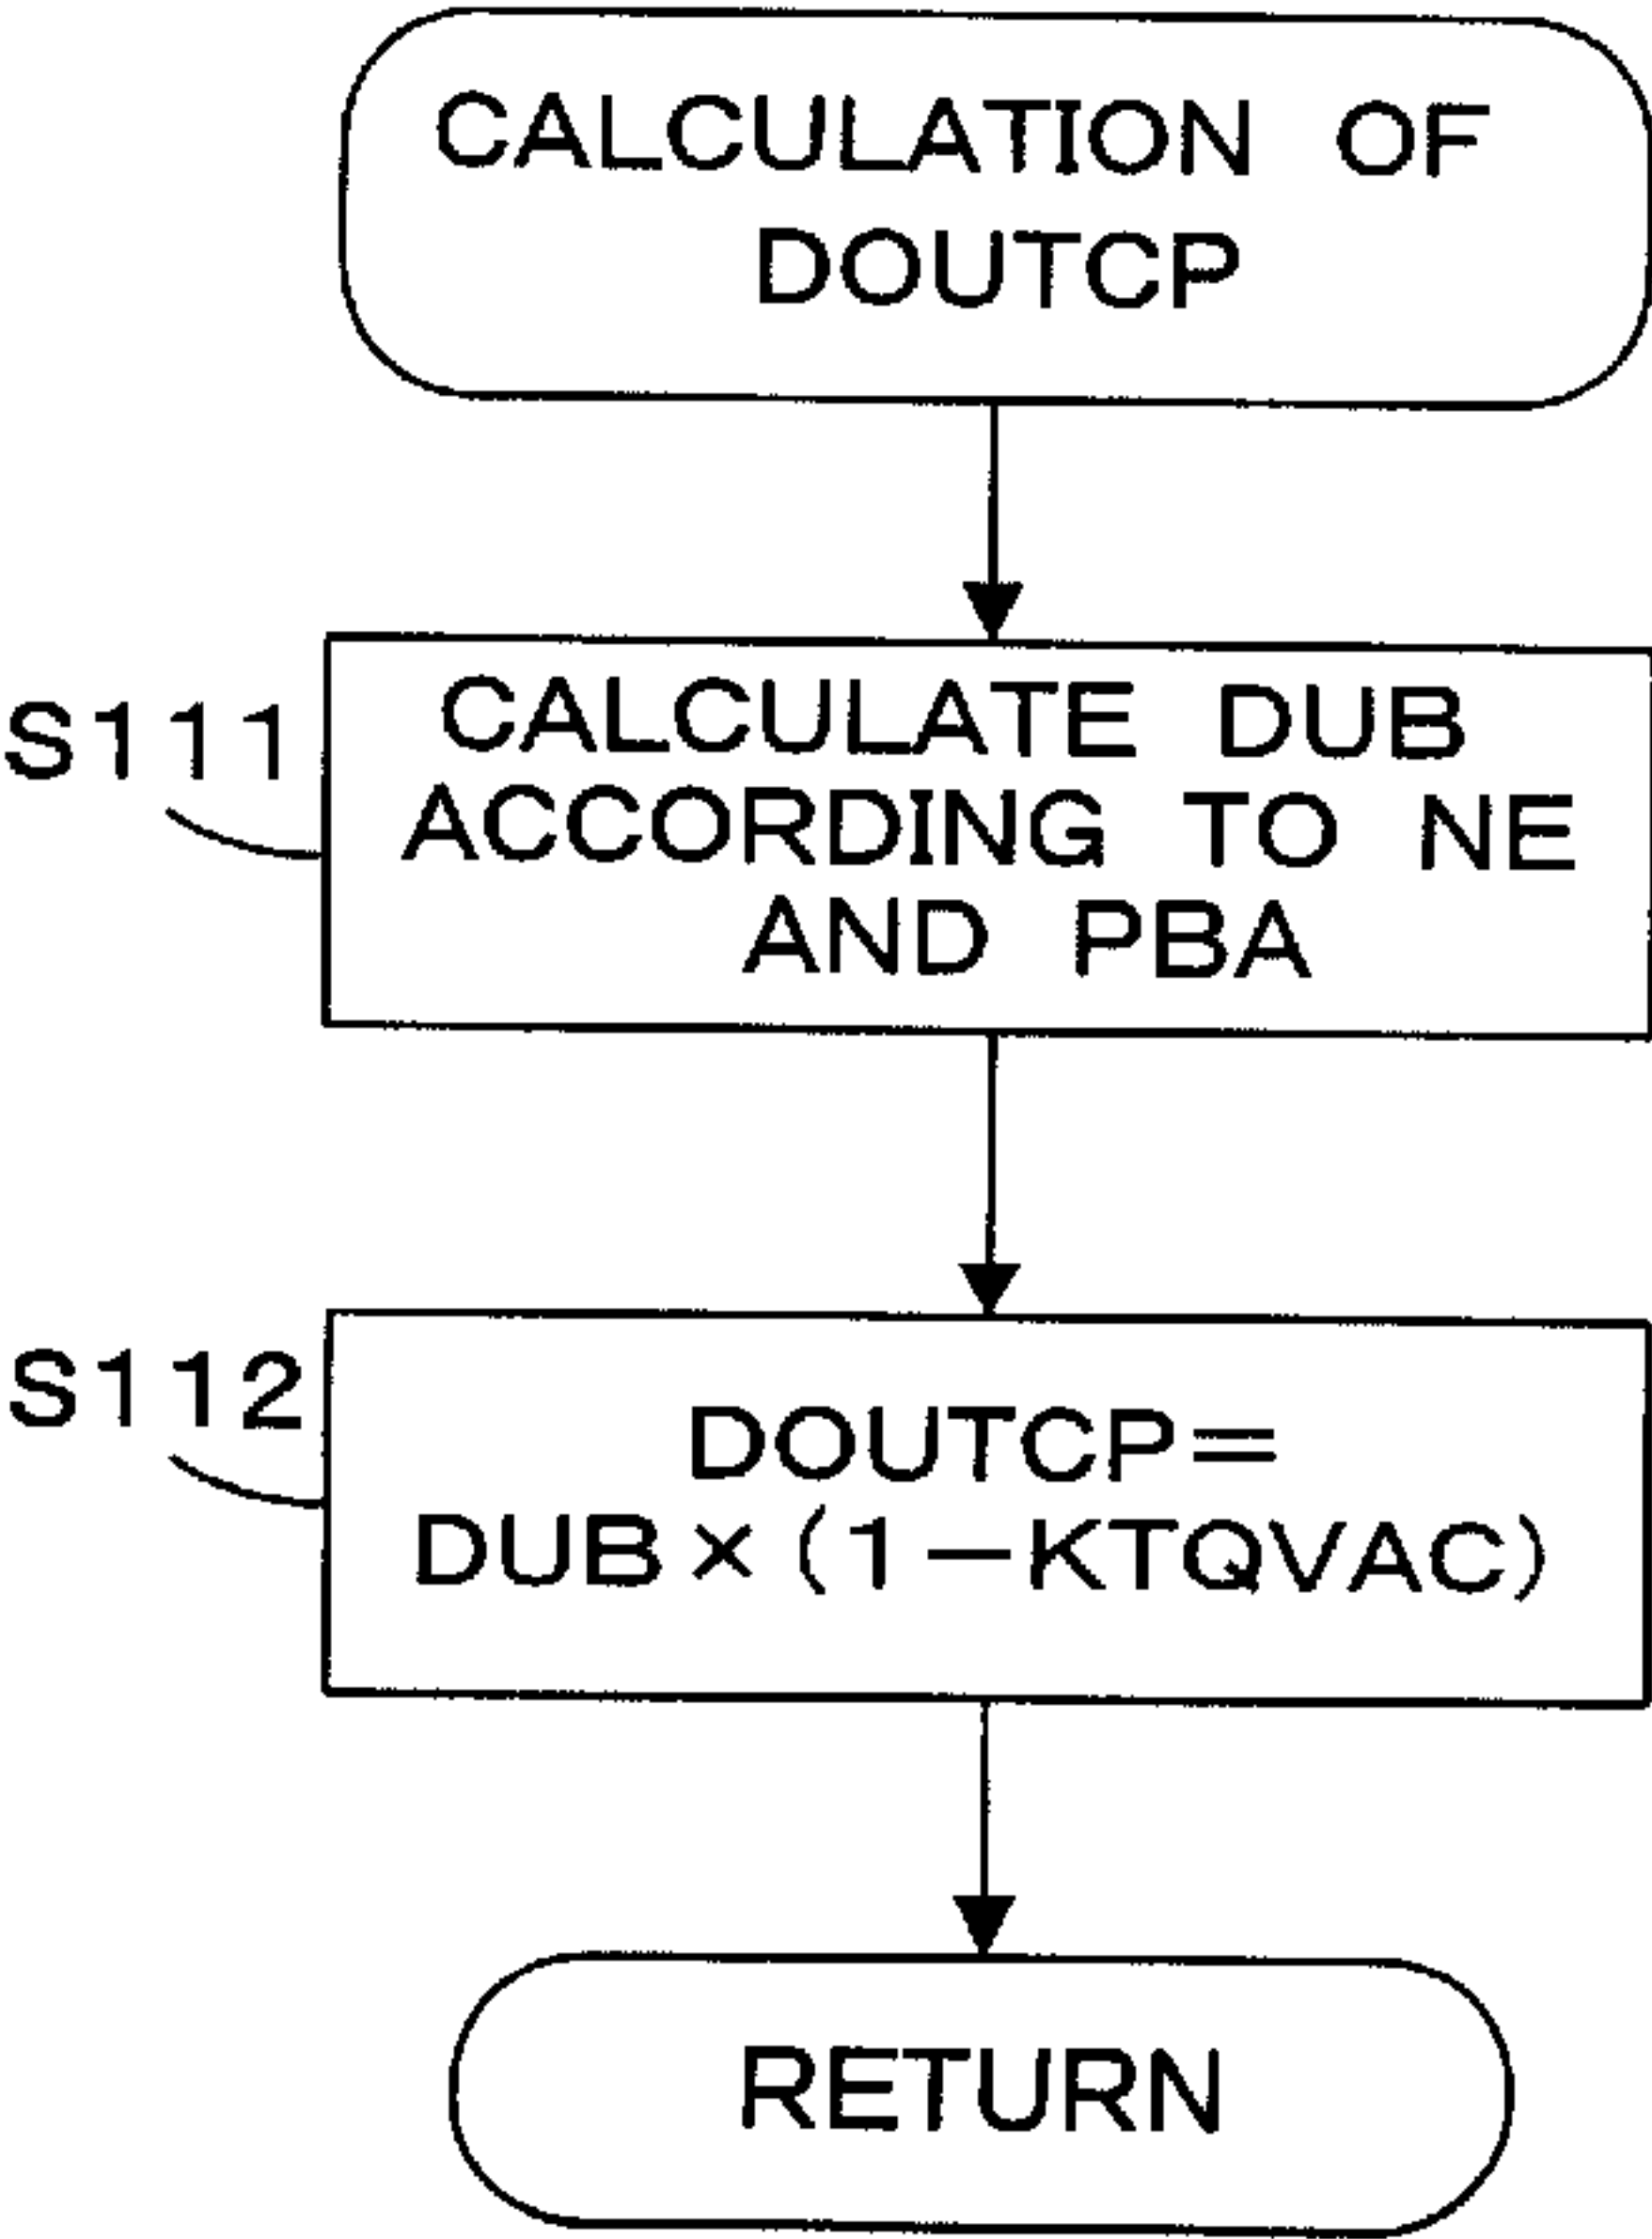 CALCULATION OF
DOUTCP
S111
CALCULATE DUB
ACCORDING TO NE
AND PBA
S112
DOUTCP=
DUB×(1−KTQVAC)
RETURN